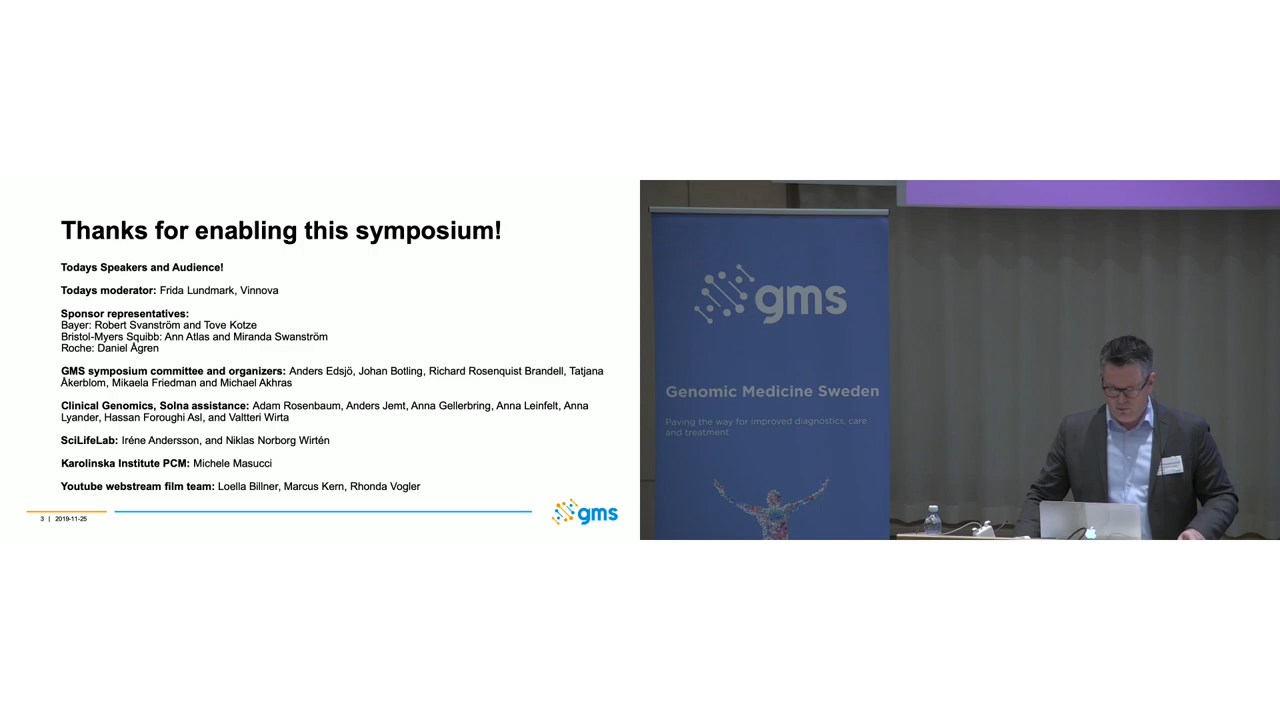 Thanks for enabling this symposium!
Todays Speakers and Audience!
Todays moderator: Frida Lundmark, Vinnova
Sponsor representatives:
Bayer: Robert Svanström and Tove Kotze
Bristol-Myers Squibb: Ann Atlas and Miranda Swanström
Roche: Daniel Ågren
GMS symposium committee and organizers: Anders Edsjö, Johan Botling, Richard Rosenquist Brandell, Tatjana
Åkerblom, Mikaela Friedman and Michael Akhras
Clinical Genomics, Solna assistance: Adam Rosenbaum, Anders Jemt, Anna Gellerbring, Anna Leinfelt, Anna
Lyander, Hassan Foroughi Asl, and Valtteri Wirta
SciLifeLab: Iréne Andersson, and Niklas Norborg Wirtén
Karolinska Institute PCM: Michele Masucci
Youtube webstream film team: Loella Billner, Marcus Kern, Rhonda Vogler
3 | 2019-11-25
gms
gms
Genomic Medicine Sweden
Paving the way for improved diagnostics, care
and treatment